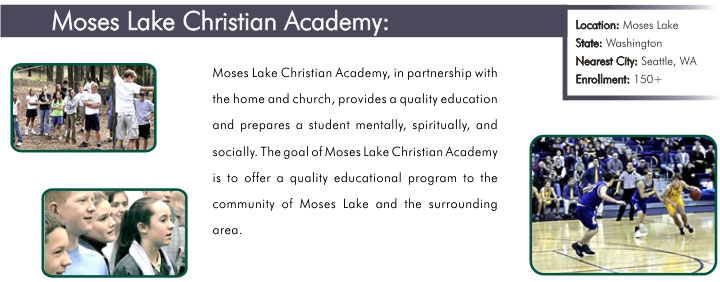 Moses Lake Christian Academy:
Location: Moses Lake
State: Washington
Nearest City: Seattle, WA
Enrollment: 150+
Moses Lake Christian Academy, in partnership with
the home and church, provides a quality education
and prepares a student mentally, spiritually, and
socially. The goal of Moses Lake Christian Academy
is to offer a quality educational program to the
community of Moses Lake and the surrounding
area.